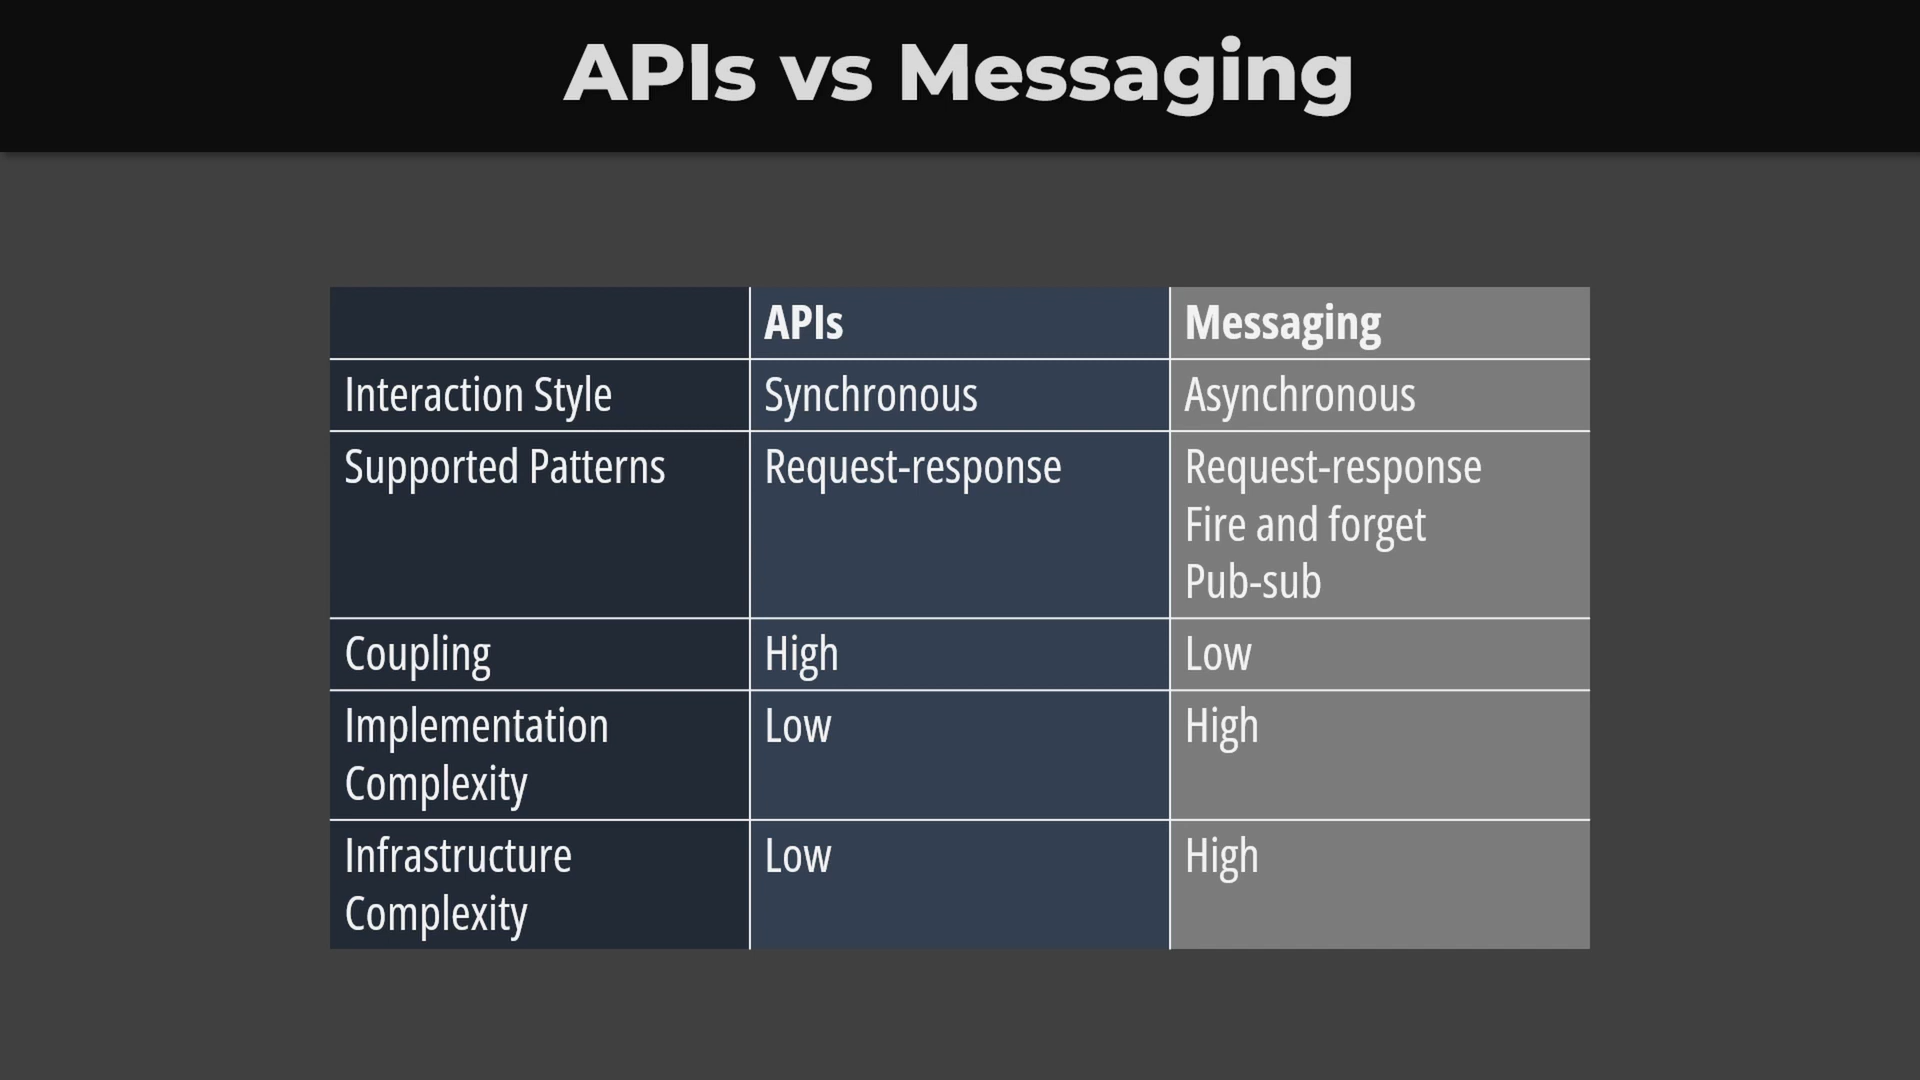 APIs vs Messaging
APIs
Messaging
Interaction Style
Synchronous
Asynchronous
Supported Patterns
Request-response
Request-response
Fire and forget
Pub-sub
Coupling
High
Low
Implementation
Complexity
Low
High
Infrastructure
Complexity
Low
High